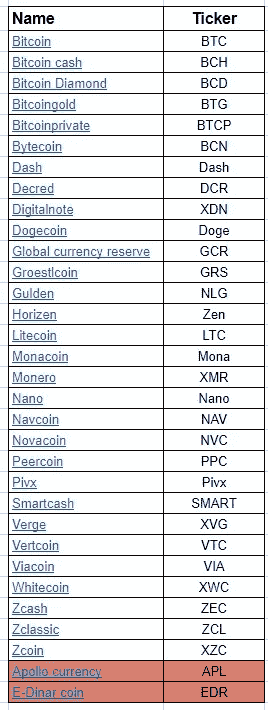 Name Ticker
Bitcoin BTC
Bitcoin cash BCH
Bitcoin Diamond BCD
Bitcoingold BTG
Bitcoinprivate BTCP
Bytecoin BCN
Dash Dash
Decred DCR
Digitalnote XDN
Dogecoin Doge
Global currency reserve GCR
Groestlcoin GRS
Gulden NLG
Horizen Zen
Litecoin LTC
Monacoin Mona
Monero XMR
Nano Nano
Navcoin NAV
Novacoin NVC
Peercoin PPC
Pivx Pivx
Smartcash SMART
Verge XVG
Vertcoin VTC
Viacoin VIA
Whitecoin XWC
Zcash ZEC
Zclassic ZCL
Zcoin XZC
Apollo currency APL
E-Dinar coin EDR